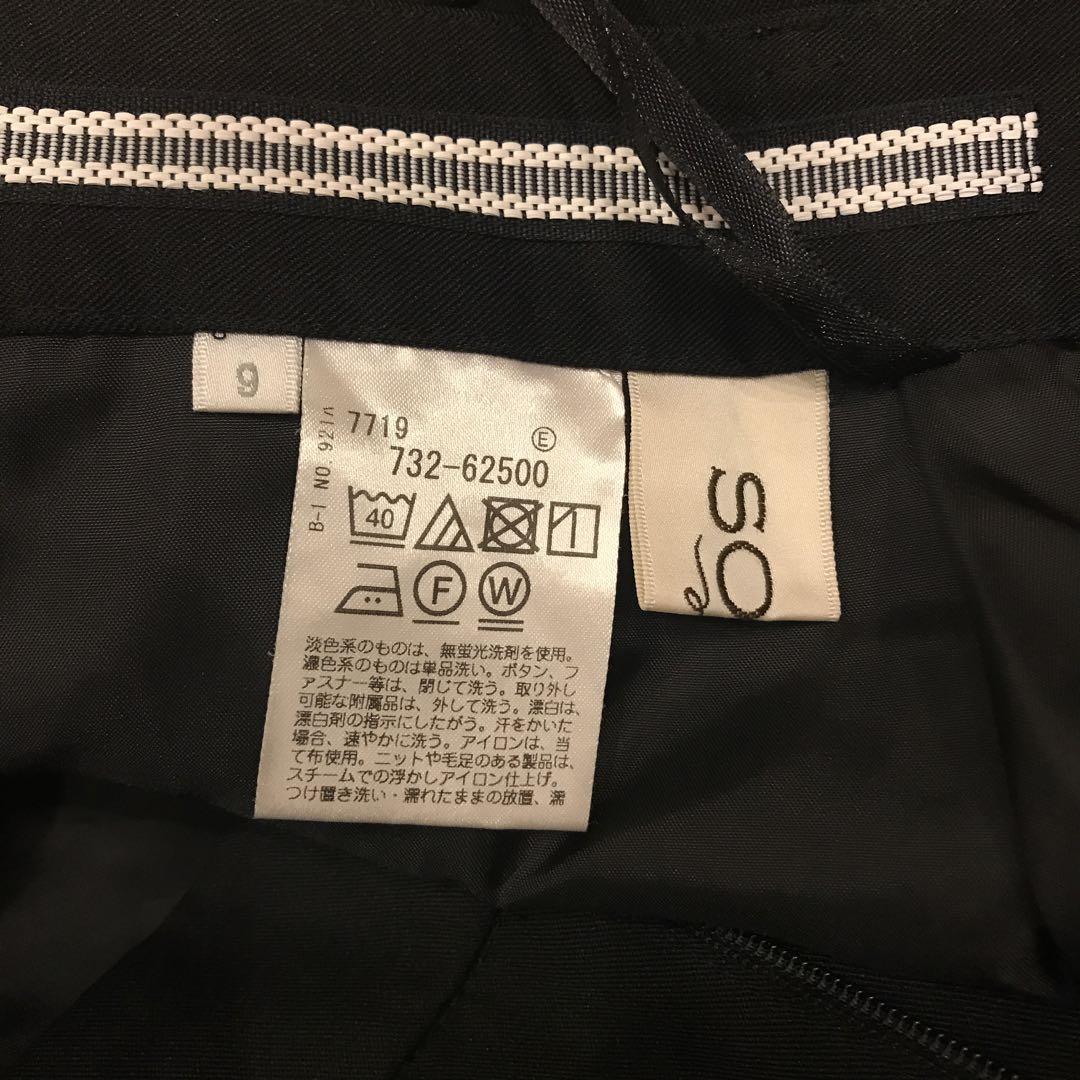 9
7719
Ⓔ
732-62500
B-1 NO.921A
40
F
W
淡色系のものは、無蛍光洗剤を使用。
濃色系のものは単品洗い。ボタン、フ
ァスナー等は、閉じて洗う。取り外し
可能な附属品は、外して洗う。漂白は、
漂白剤の指示にしたがう。汗をかいた
場合、速やかに洗う。アイロンは、当
て布使用。ニットや毛足のある製品は、
スチームでの浮かしアイロン仕上げ。
つけ置き洗い・濡れたままの放置、濡